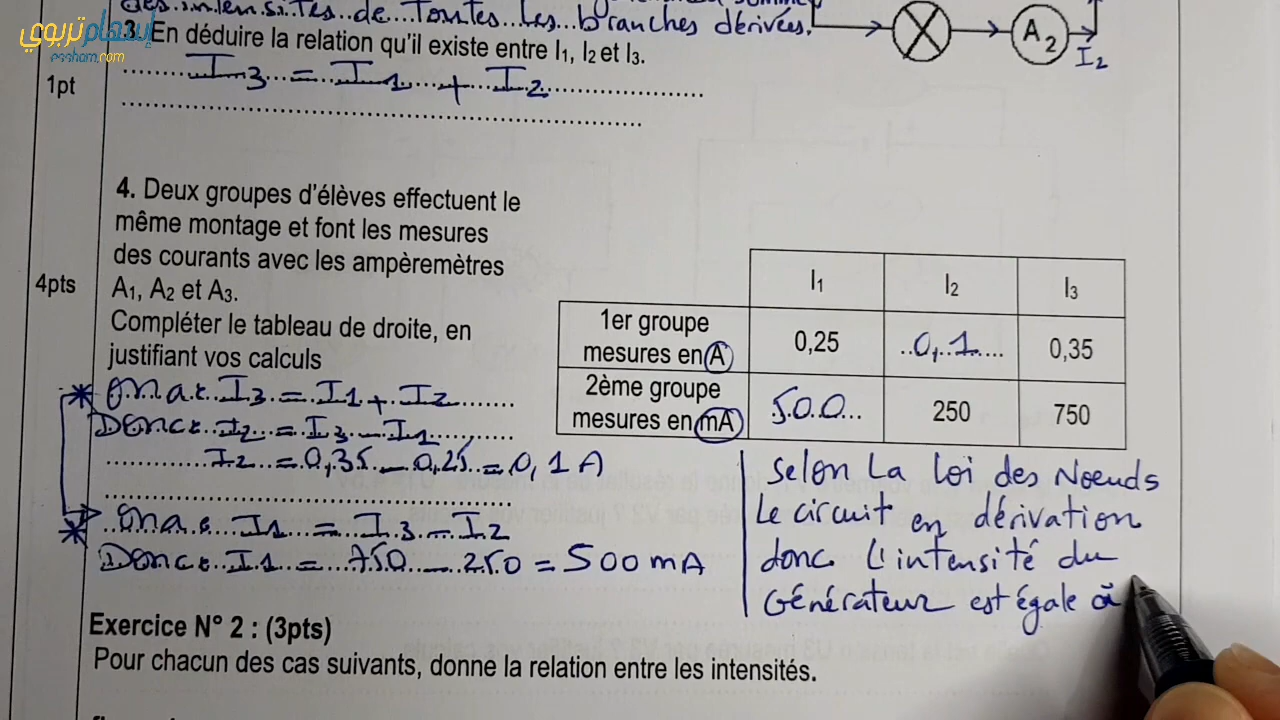 إسهام تربوي
essham.com
des intensités de toutes les branches dérivées.
3. En déduire la relation qu'il existe entre I1, I2 et I3.
1pt
I3 = I1 + I2
A2
I2
4. Deux groupes d'élèves effectuent le
même montage et font les mesures
des courants avec les ampèremètres
4pts
A1, A2 et A3.
Compléter le tableau de droite, en
justifiant vos calculs
I1 I2 I3
1er groupe
mesures en A 0,25 0,1 0,35
2ème groupe
mesures en mA 500 250 750
* On a : I3 = I1 + I2
Donc : I2 = I3 - I1
I2 = 0,35 - 0,25 = 0,1 A
* On a : I1 = I3 - I2
Donc : I1 = 750 - 250 = 500 mA
Selon La loi des Noeuds
Le circuit en dérivation
donc L'intensité du
Générateur est égale à
Exercice N° 2 : (3pts)
Pour chacun des cas suivants, donne la relation entre les intensités.